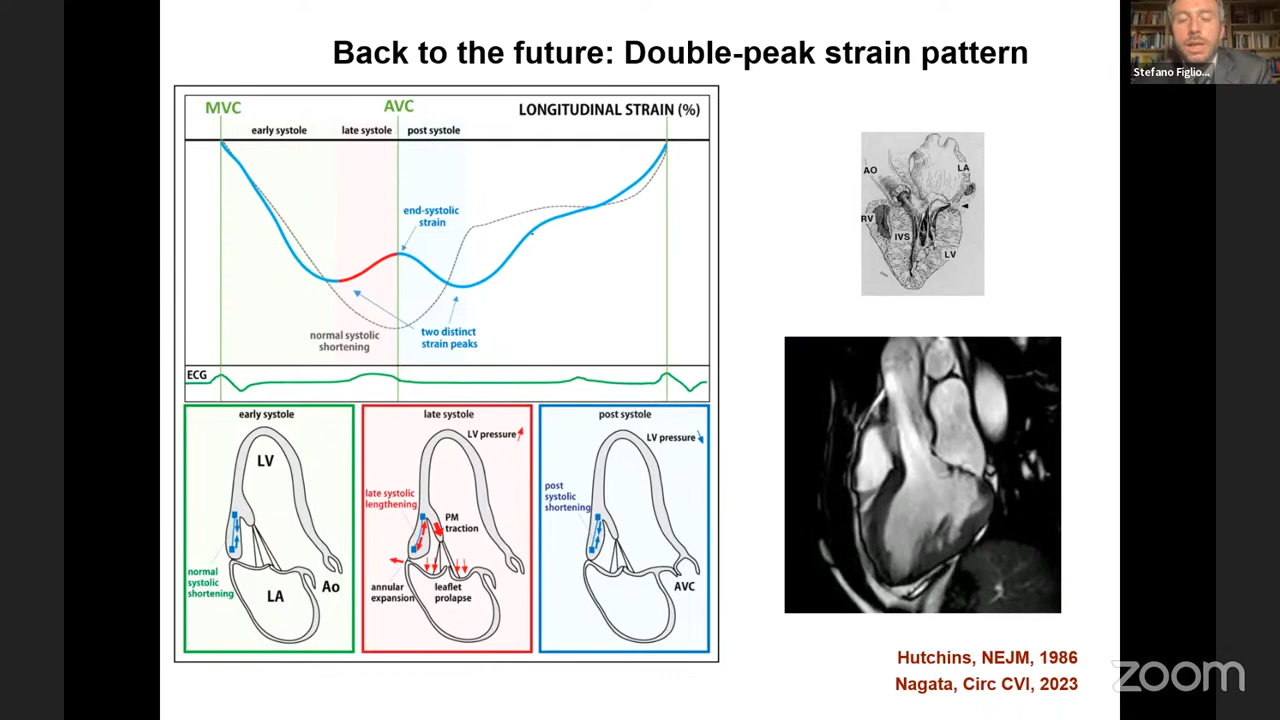 Back to the future: Double-peak strain pattern
Stefano Figlio...
MVC
AVC
LONGITUDINAL STRAIN (%)
early systole
late systole
post systole
end-systolic
strain
normal systolic
shortening
two distinct
strain peaks
ECG
early systole
LV
normal
systolic
shortening
LA
Ao
late systole
LV pressure
late systolic
lengthening
PM
traction
annular
expansion
leaflet
prolapse
post systole
LV pressure
post
systolic
shortening
AVC
AO
LA
RV
IVS
LV
Hutchins, NEJM, 1986
Nagata, Circ CVI, 2023
zoom